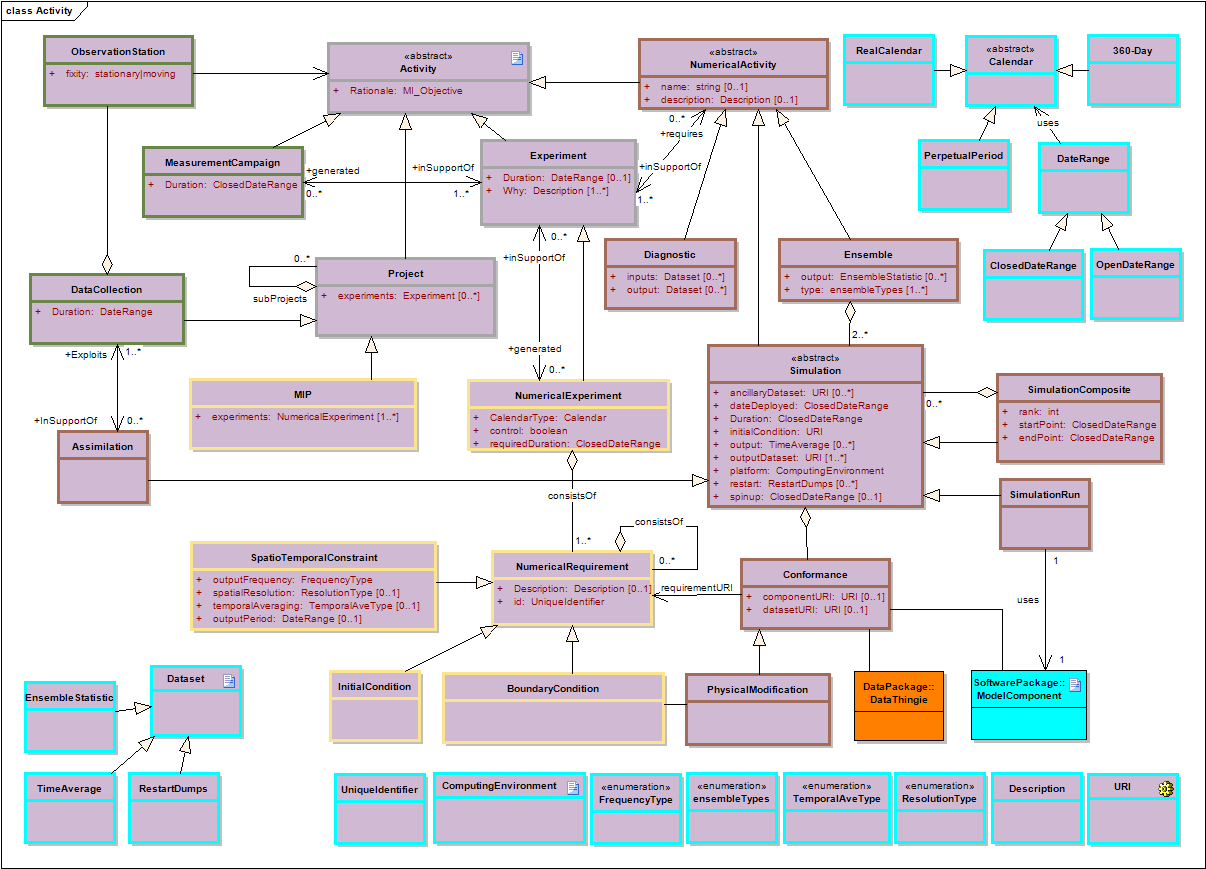 class Activity
ObservationStation
+ fixity: stationary|moving
«abstract»
Activity
+ Rationale: MI_Objective
«abstract»
NumericalActivity
+ name: string [0..1]
+ description: Description [0..1]
RealCalendar
«abstract»
Calendar
360-Day
0..*
+requires
uses
MeasurementCampaign
+ Duration: ClosedDateRange
+generated
0..*
+inSupportOf
1..*
Experiment
+ Duration: DateRange [0..1]
+ Why: Description [1..*]
+inSupportOf
1..*
PerpetualPeriod
DateRange
0..*
+inSupportOf
Diagnostic
+ inputs: Dataset [0..*]
+ output: Dataset [0..*]
Ensemble
+ output: EnsembleStatistic [0..*]
+ type: ensembleTypes [1..*]
ClosedDateRange
OpenDateRange
DataCollection
+ Duration: DateRange
0..*
subProjects
Project
+ experiments: Experiment [0..*]
+Exploits
1..*
+generated
0..*
2..*
MIP
+ experiments: NumericalExperiment [1..*]
NumericalExperiment
+ CalendarType: Calendar
+ control: boolean
+ requiredDuration: ClosedDateRange
«abstract»
Simulation
+ ancillaryDataset: URI [0..*]
+ dateDeployed: ClosedDateRange
+ Duration: ClosedDateRange
+ initialCondition: URI
+ output: TimeAverage [0..*]
+ outputDataset: URI [1..*]
+ platform: ComputingEnvironment
+ restart: RestartDumps [0..*]
+ spinup: ClosedDateRange [0..1]
0..*
SimulationComposite
+ rank: int
+ startPoint: ClosedDateRange
+ endPoint: ClosedDateRange
+InSupportOf
0..*
Assimilation
consistsOf
1..*
consistsOf
0..*
SimulationRun
SpatioTemporalConstraint
+ outputFrequency: FrequencyType
+ spatialResolution: ResolutionType [0..1]
+ temporalAveraging: TemporalAveType [0..1]
+ outputPeriod: DateRange [0..1]
NumericalRequirement
+ Description: Description [0..1]
+ id: UniqueIdentifier
requirementURI
Conformance
+ componentURI: URI [0..1]
+ datasetURI: URI [0..1]
1
uses
1
InitialCondition
BoundaryCondition
PhysicalModification
DataPackage::
DataThingie
SoftwarePackage::
ModelComponent
EnsembleStatistic
Dataset
TimeAverage
RestartDumps
UniqueIdentifier
ComputingEnvironment
«enumeration»
FrequencyType
«enumeration»
ensembleTypes
«enumeration»
TemporalAveType
«enumeration»
ResolutionType
Description
URI